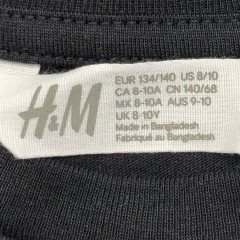 H&M
EUR 134/140 US 8/10
CA 8-10A CN 140/68
MX 8-10A AUS 9-10
UK 8-10Y
Made in Bangladesh
Fabriqué au Bangladesh